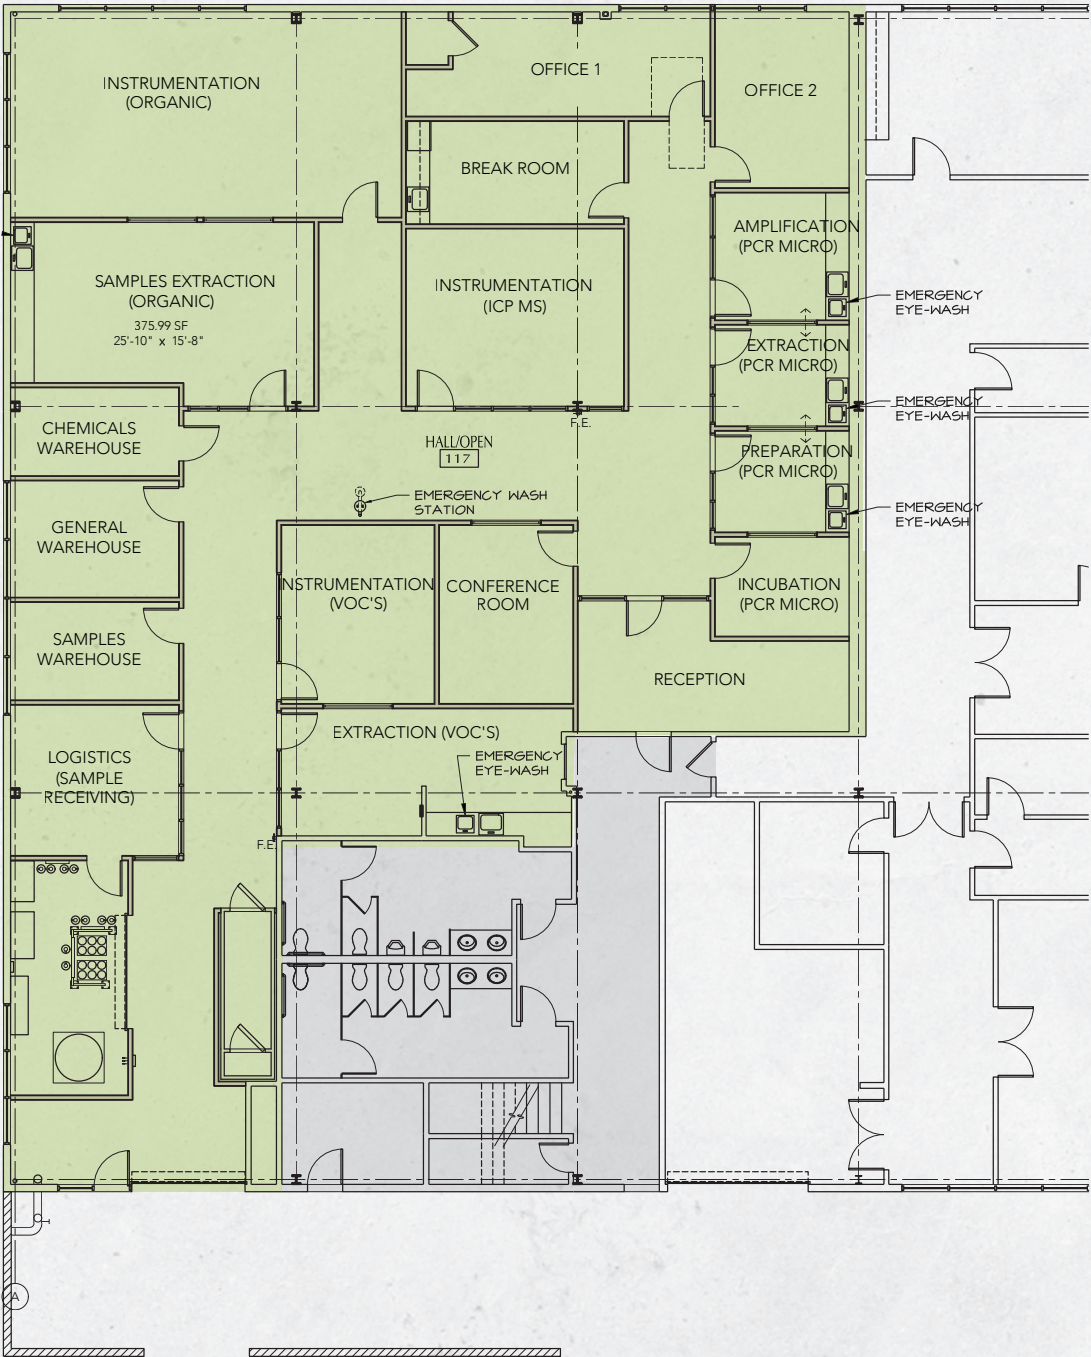 INSTRUMENTATION
(ORGANIC)
OFFICE 1
OFFICE 2
BREAK ROOM
AMPLIFICATION
(PCR MICRO)
SAMPLES EXTRACTION
(ORGANIC)
375.99 SF
25'-10" x 15'-8"
INSTRUMENTATION
(ICP MS)
EMERGENCY
EYE-WASH
EXTRACTION
(PCR MICRO)
EMERGENCY
EYE-WASH
F.E.
CHEMICALS
WAREHOUSE
HALL/OPEN
117
PREPARATION
(PCR MICRO)
EMERGENCY WASH
STATION
EMERGENCY
EYE-WASH
GENERAL
WAREHOUSE
INSTRUMENTATION
(VOC'S)
CONFERENCE
ROOM
INCUBATION
(PCR MICRO)
SAMPLES
WAREHOUSE
RECEPTION
EXTRACTION (VOC'S)
EMERGENCY
EYE-WASH
LOGISTICS
(SAMPLE
RECEIVING)
F.E.
A